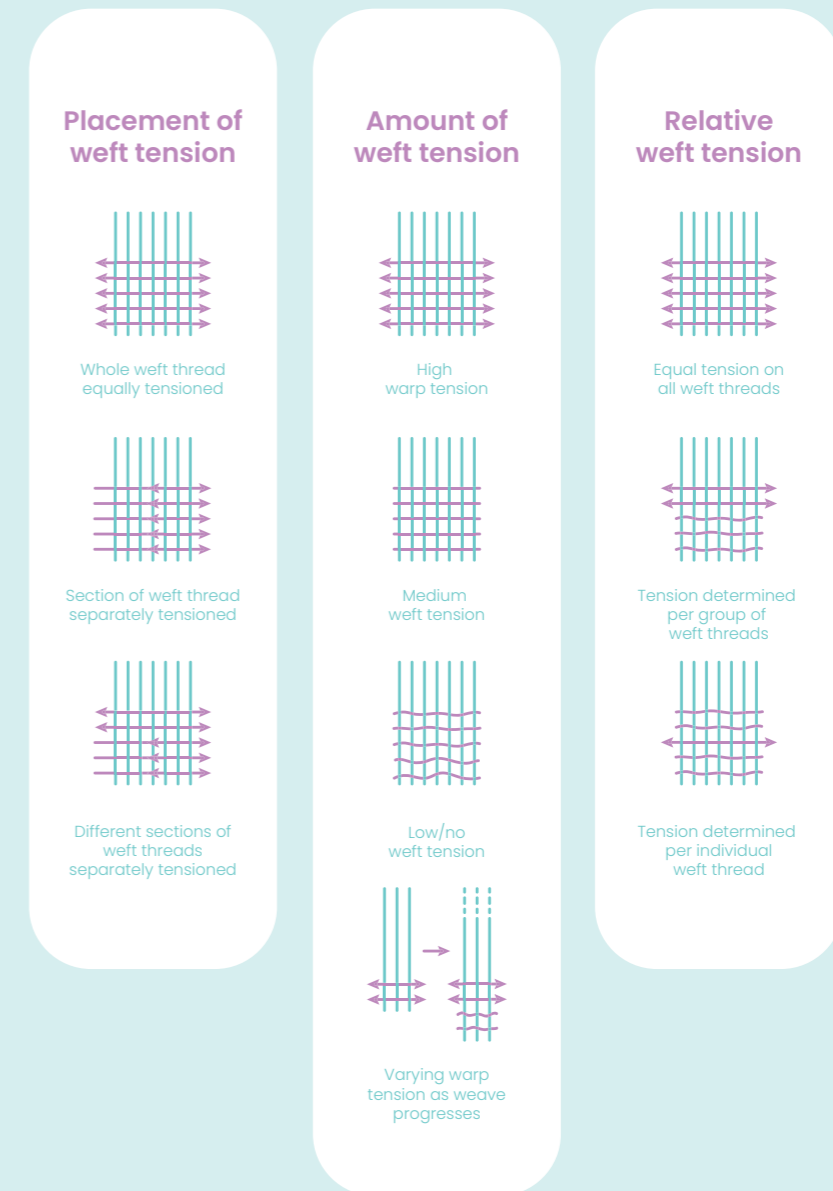 Placement of
weft tension
Whole weft thread
equally tensioned
Section of weft thread
separately tensioned
Different sections of
weft threads
separately tensioned
Amount of
weft tension
High
warp tension
Medium
weft tension
Low/no
weft tension
Varying warp
tension as weave
progresses
Relative
weft tension
Equal tension on
all weft threads
Tension determined
per group of
weft threads
Tension determined
per individual
weft thread